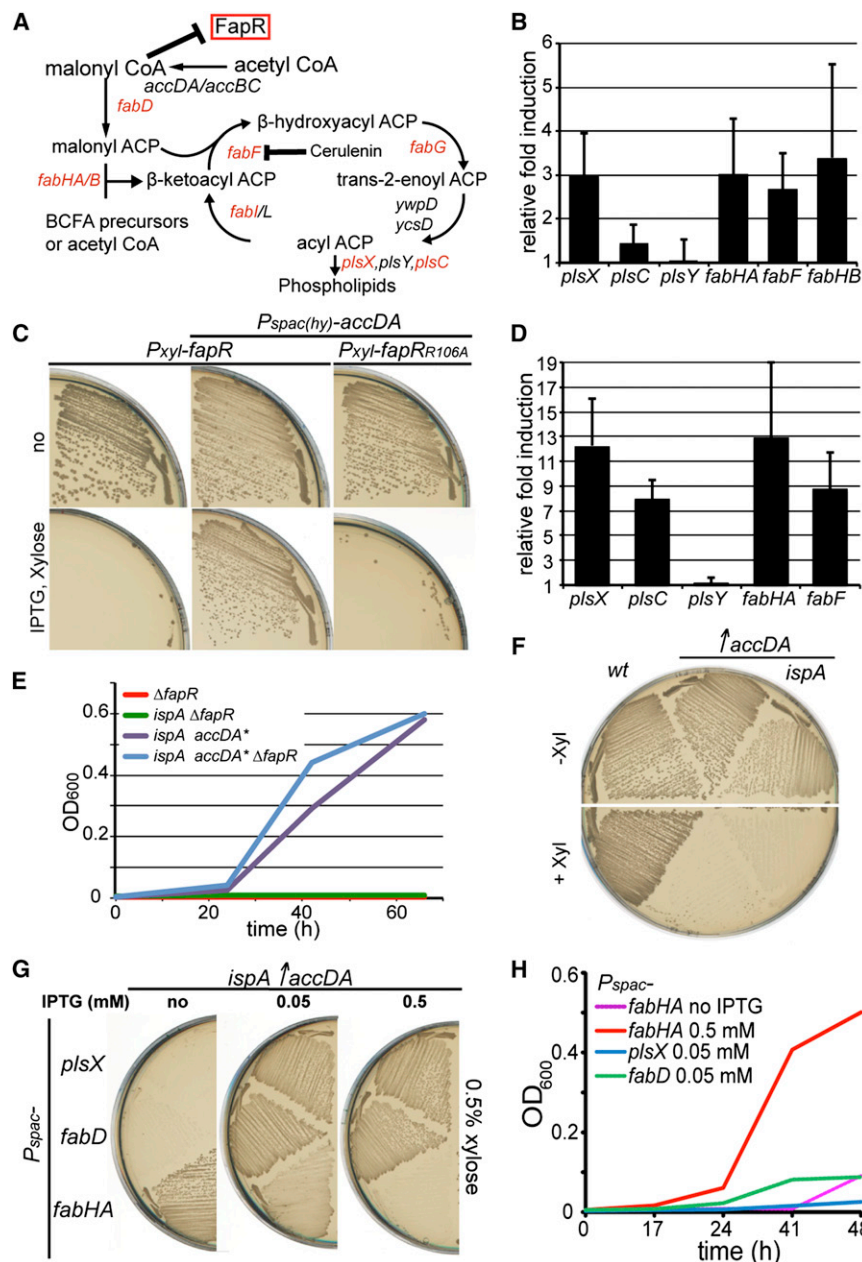 A
FapR
malonyl CoA
acetyl CoA
accDA/accBC
fabD
β-hydroxyacyl ACP
malonyl ACP
fabF
Cerulenin
fabG
fabHA/B
β-ketoacyl ACP
trans-2-enoyl ACP
ywpD
ycsD
BCFA precursors
or acetyl CoA
fabI/L
acyl ACP
plsX,plsY,plsC
Phospholipids
B
relative fold induction
6
5
4
3
2
1
plsX plsC plsY fabHA fabF fabHB
C
Pspac(hy)-accDA
Pxyl-fapR
Pxyl-fapRR106A
no
IPTG, Xylose
D
relative fold induction
19
17
15
13
11
9
7
5
3
1
plsX plsC plsY fabHA fabF
E
ΔfapR
ispA ΔfapR
ispA accDA*
ispA accDA* ΔfapR
OD600
0.6
0.4
0.2
0
0 20 40 60
time (h)
F
↑accDA
wt
ispA
-Xyl
+ Xyl
G
ispA ↑accDA
IPTG (mM) no 0.05 0.5
Pspac-
plsX
fabD
fabHA
0.5% xylose
H
Pspac-
fabHA no IPTG
fabHA 0.5 mM
plsX 0.05 mM
fabD 0.05 mM
OD600
0.6
0.4
0.2
0
0 17 24 41 48
time (h)